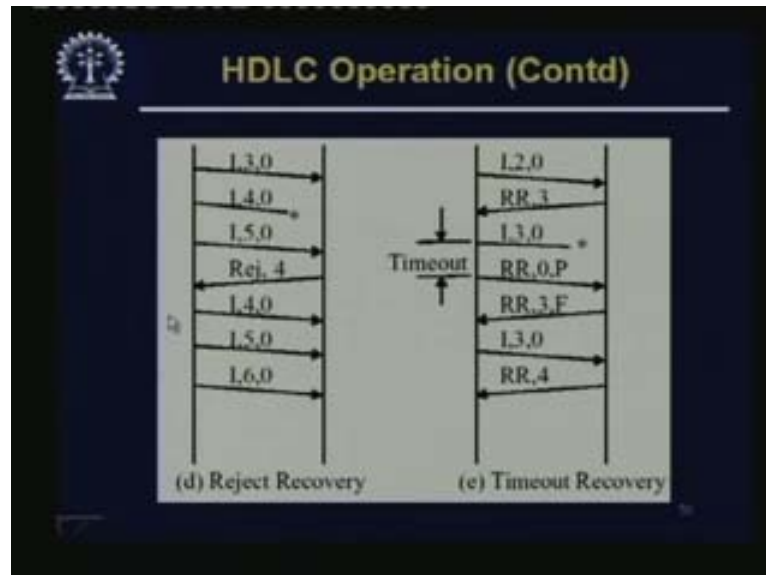 HDLC Operation (Contd)
I,3,0
I,4,0
*
I,5,0
Rej, 4
I,4,0
I,5,0
I,6,0
(d) Reject Recovery
I,2,0
RR,3
I,3,0
*
Timeout
RR,0,P
RR,3,F
I,3,0
RR,4
(e) Timeout Recovery